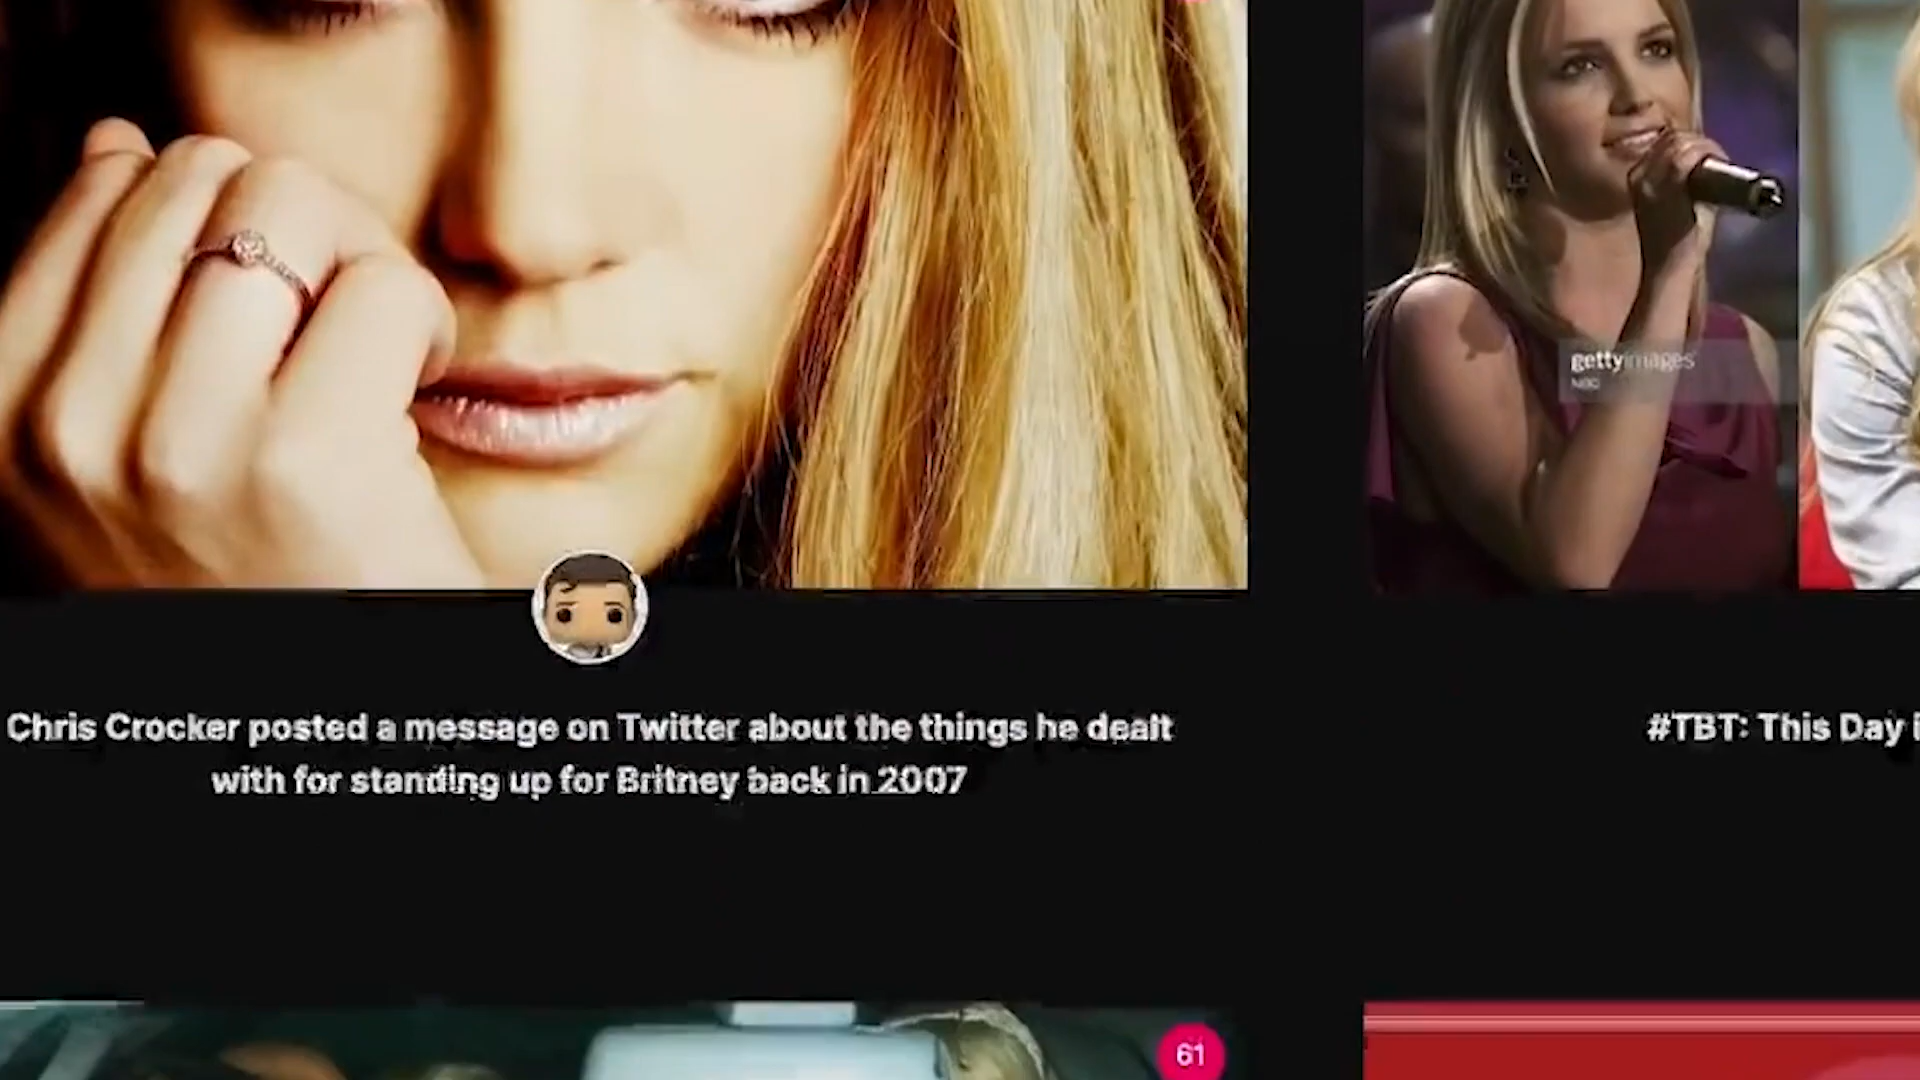 gettyimages
NBC
Chris Crocker posted a message on Twitter about the things he dealt
with for standing up for Britney back in 2007
#TBT: This Day i
61